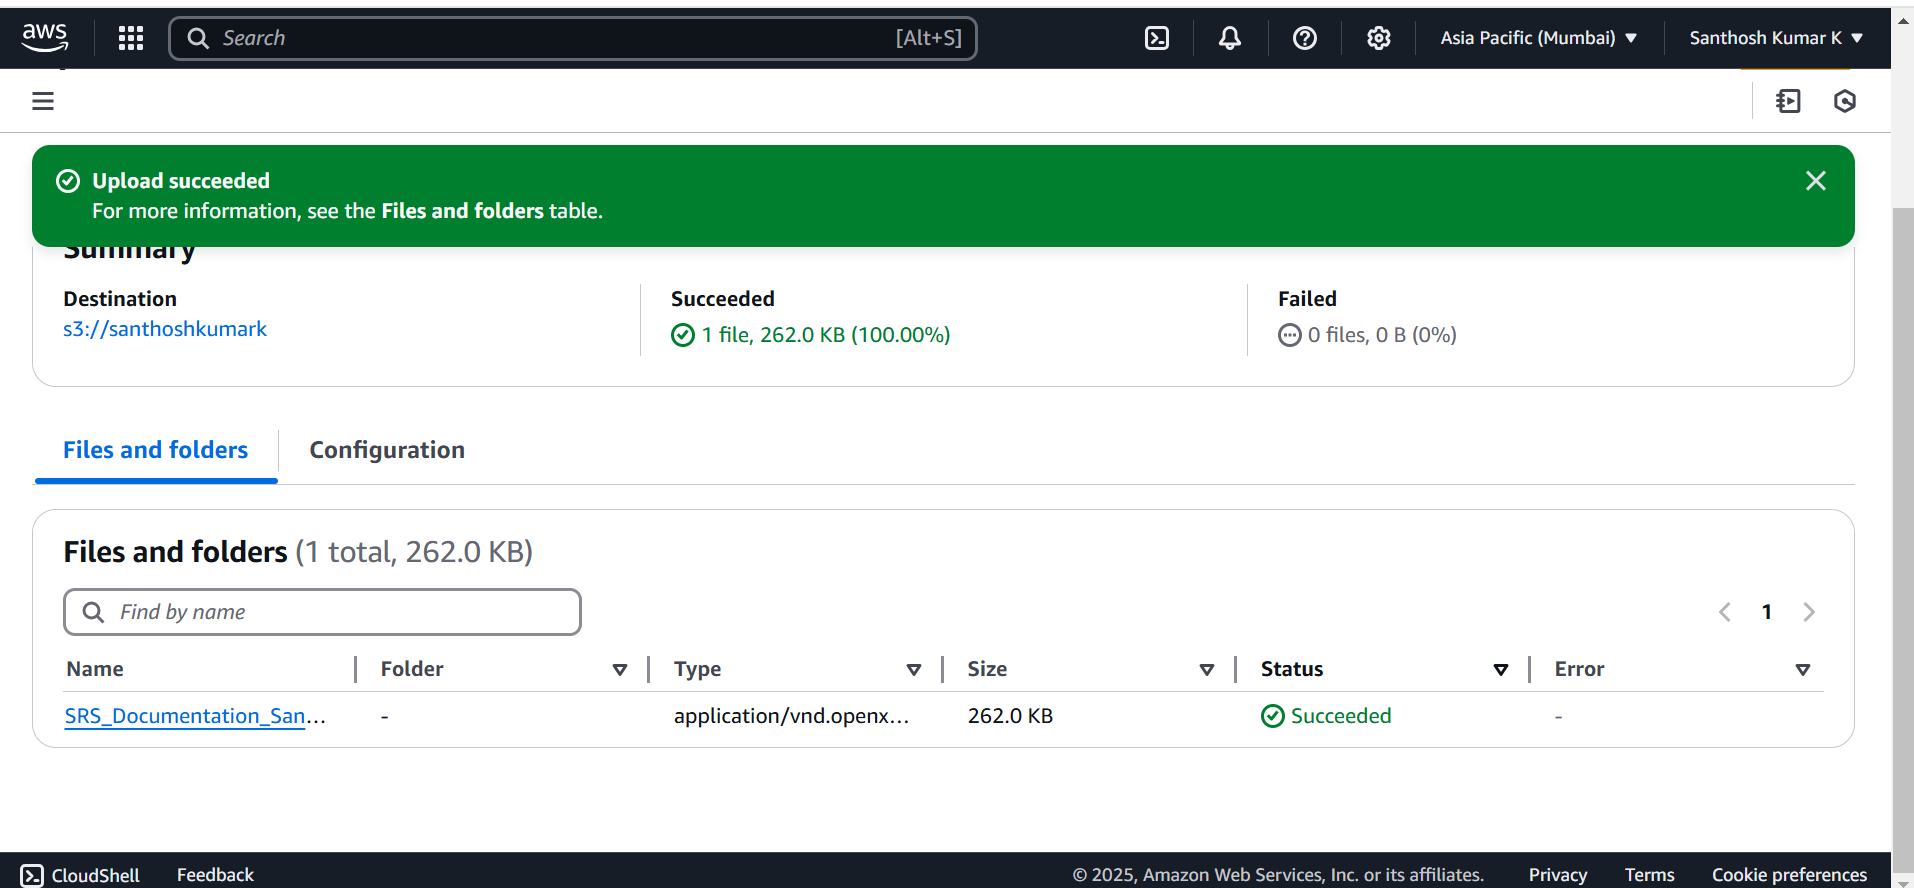 aws
Search [Alt+S]
Asia Pacific (Mumbai)
Santhosh Kumar K
Upload succeeded
For more information, see the Files and folders table.
Summary
Destination
s3://santhoshkumark
Succeeded
1 file, 262.0 KB (100.00%)
Failed
0 files, 0 B (0%)
Files and folders
Configuration
Files and folders (1 total, 262.0 KB)
Find by name
1
Name Folder Type Size Status Error
SRS_Documentation_San... - application/vnd.openx... 262.0 KB Succeeded -
CloudShell Feedback © 2025, Amazon Web Services, Inc. or its affiliates. Privacy Terms Cookie preferences